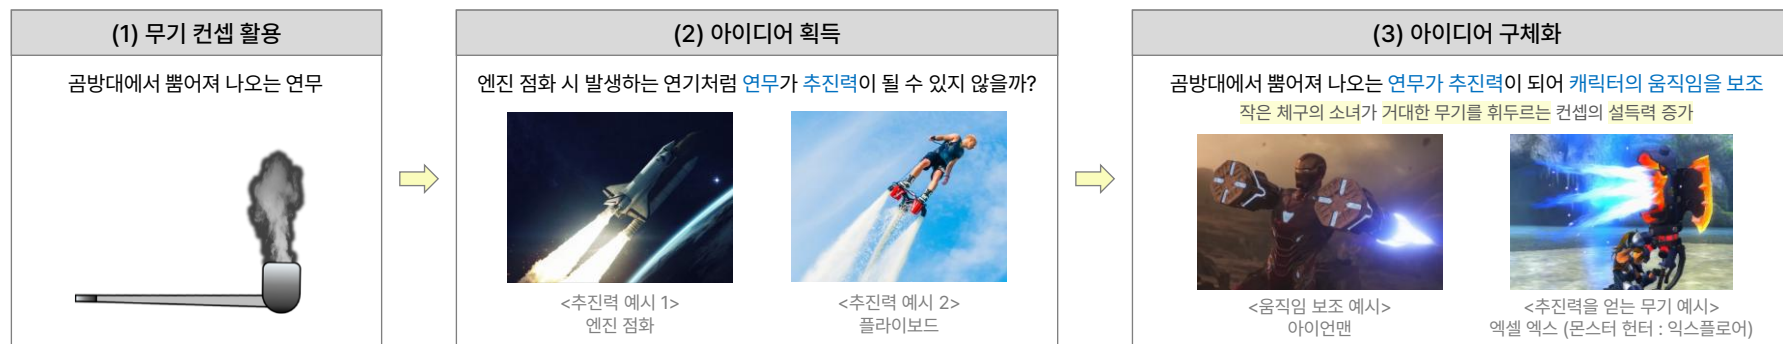 (1) 무기 컨셉 활용
곰방대에서 뿜어져 나오는 연무
(2) 아이디어 획득
엔진 점화 시 발생하는 연기처럼 연무가 추진력이 될 수 있지 않을까?
<추진력 예시 1>
엔진 점화
<추진력 예시 2>
플라이보드
(3) 아이디어 구체화
곰방대에서 뿜어져 나오는 연무가 추진력이 되어 캐릭터의 움직임을 보조
작은 체구의 소녀가 거대한 무기를 휘두르는 컨셉의 설득력 증가
<움직임 보조 예시>
아이언맨
<추진력을 얻는 무기 예시>
엑셀 엑스 (몬스터 헌터 : 익스플로어)